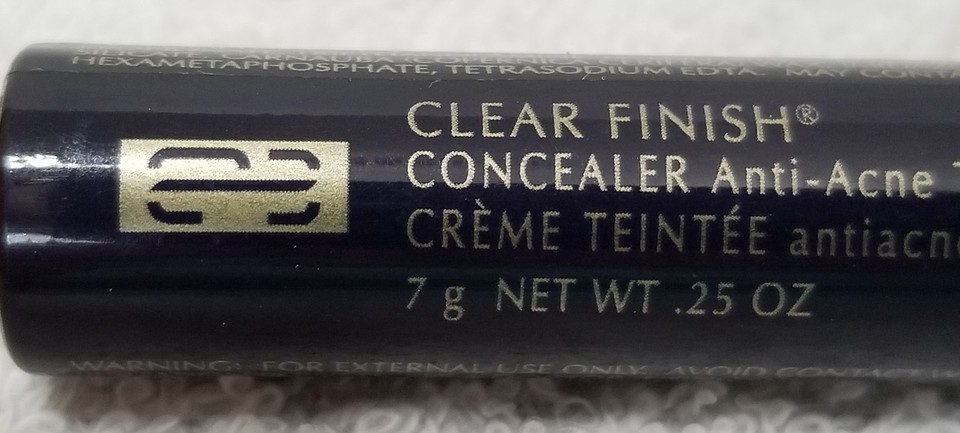 HEXAMETAPHOSPHATE, TETRASODIUM EDTA. MAY CONTA
CLEAR FINISH®
CONCEALER Anti-Acne
CRÈME TEINTÉE antiacne
7 g NET WT .25 OZ
WARNING: FOR EXTERNAL USE ONLY. AVOID CONTACT W